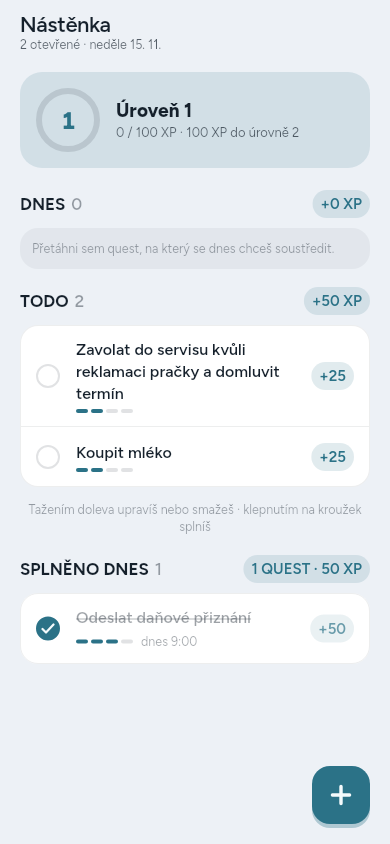 Nástěnka
2 otevřené · neděle 15. 11.
1
Úroveň 1
0 / 100 XP · 100 XP do úrovně 2
DNES 0
+0 XP
Přetáhni sem quest, na který se dnes chceš soustředit.
TODO 2
+50 XP
Zavolat do servisu kvůli
reklamaci pračky a domluvit
termín
+25
Koupit mléko
+25
Tažením doleva upravíš nebo smažeš · klepnutím na kroužek
splníš
SPLNĚNO DNES 1
1 QUEST · 50 XP
Odeslat daňové přiznání
dnes 9:00
+50